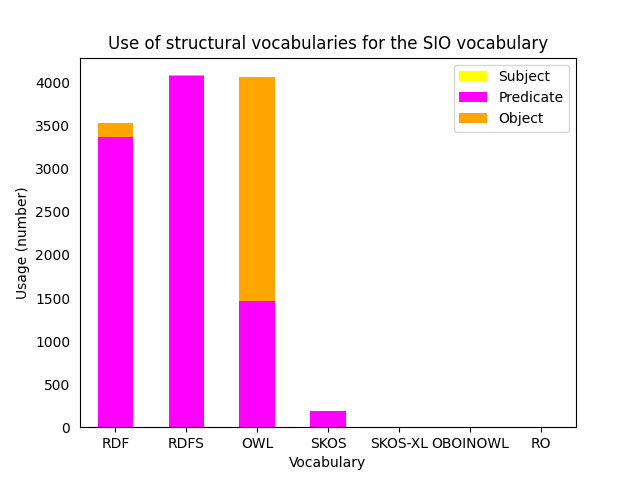 Use of structural vocabularies for the SIO vocabulary
Subject
Predicate
Object
Usage (number)
4000
3500
3000
2500
2000
1500
1000
500
0
RDF RDFS OWL SKOS SKOS-XL OBOINOWL RO
Vocabulary